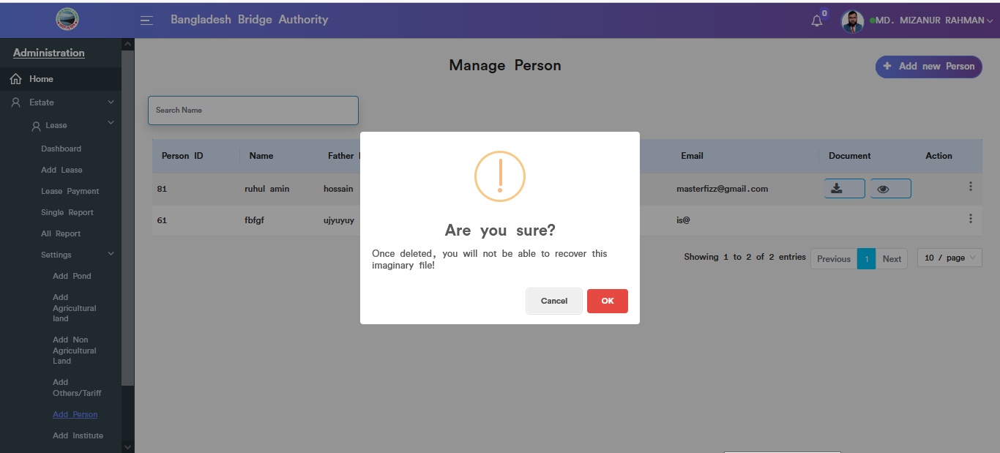 Bangladesh Bridge Authority
0
MD. MIZANUR RAHMAN
Administration
Home
Estate
Lease
Dashboard
Add Lease
Lease Payment
Single Report
All Report
Settings
Add Pond
Add
Agricultural
land
Add Non
Agricultural
Land
Add
Others/Tariff
Add Person
Add Institute
Manage Person
+ Add new Person
Search Name
Person ID Name Father Email Document Action
81 ruhul amin hossain masterfizz@gmail.com
61 fbfgf ujyuyuy is@
Showing 1 to 2 of 2 entries Previous 1 Next 10 / page
Are you sure?
Once deleted, you will not be able to recover this
imaginary file!
Cancel OK